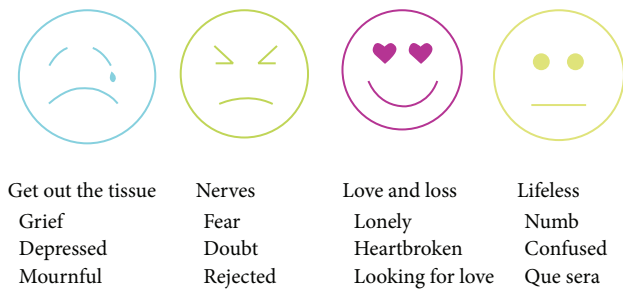 Get out the tissue
Grief
Depressed
Mournful
Nerves
Fear
Doubt
Rejected
Love and loss
Lonely
Heartbroken
Looking for love
Lifeless
Numb
Confused
Que sera